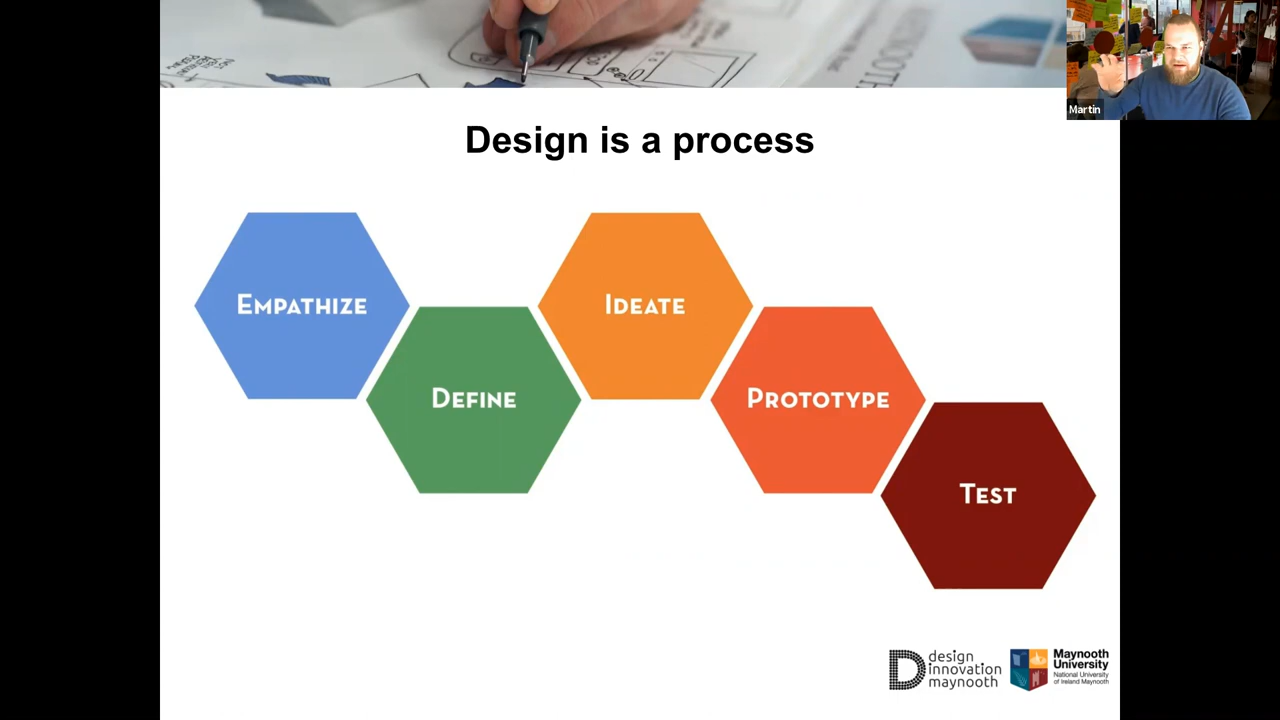 Martin
Design is a process
EMPATHIZE
IDEATE
DEFINE
PROTOTYPE
TEST
design
innovation
maynooth
Maynooth
University
National University
of Ireland Maynooth